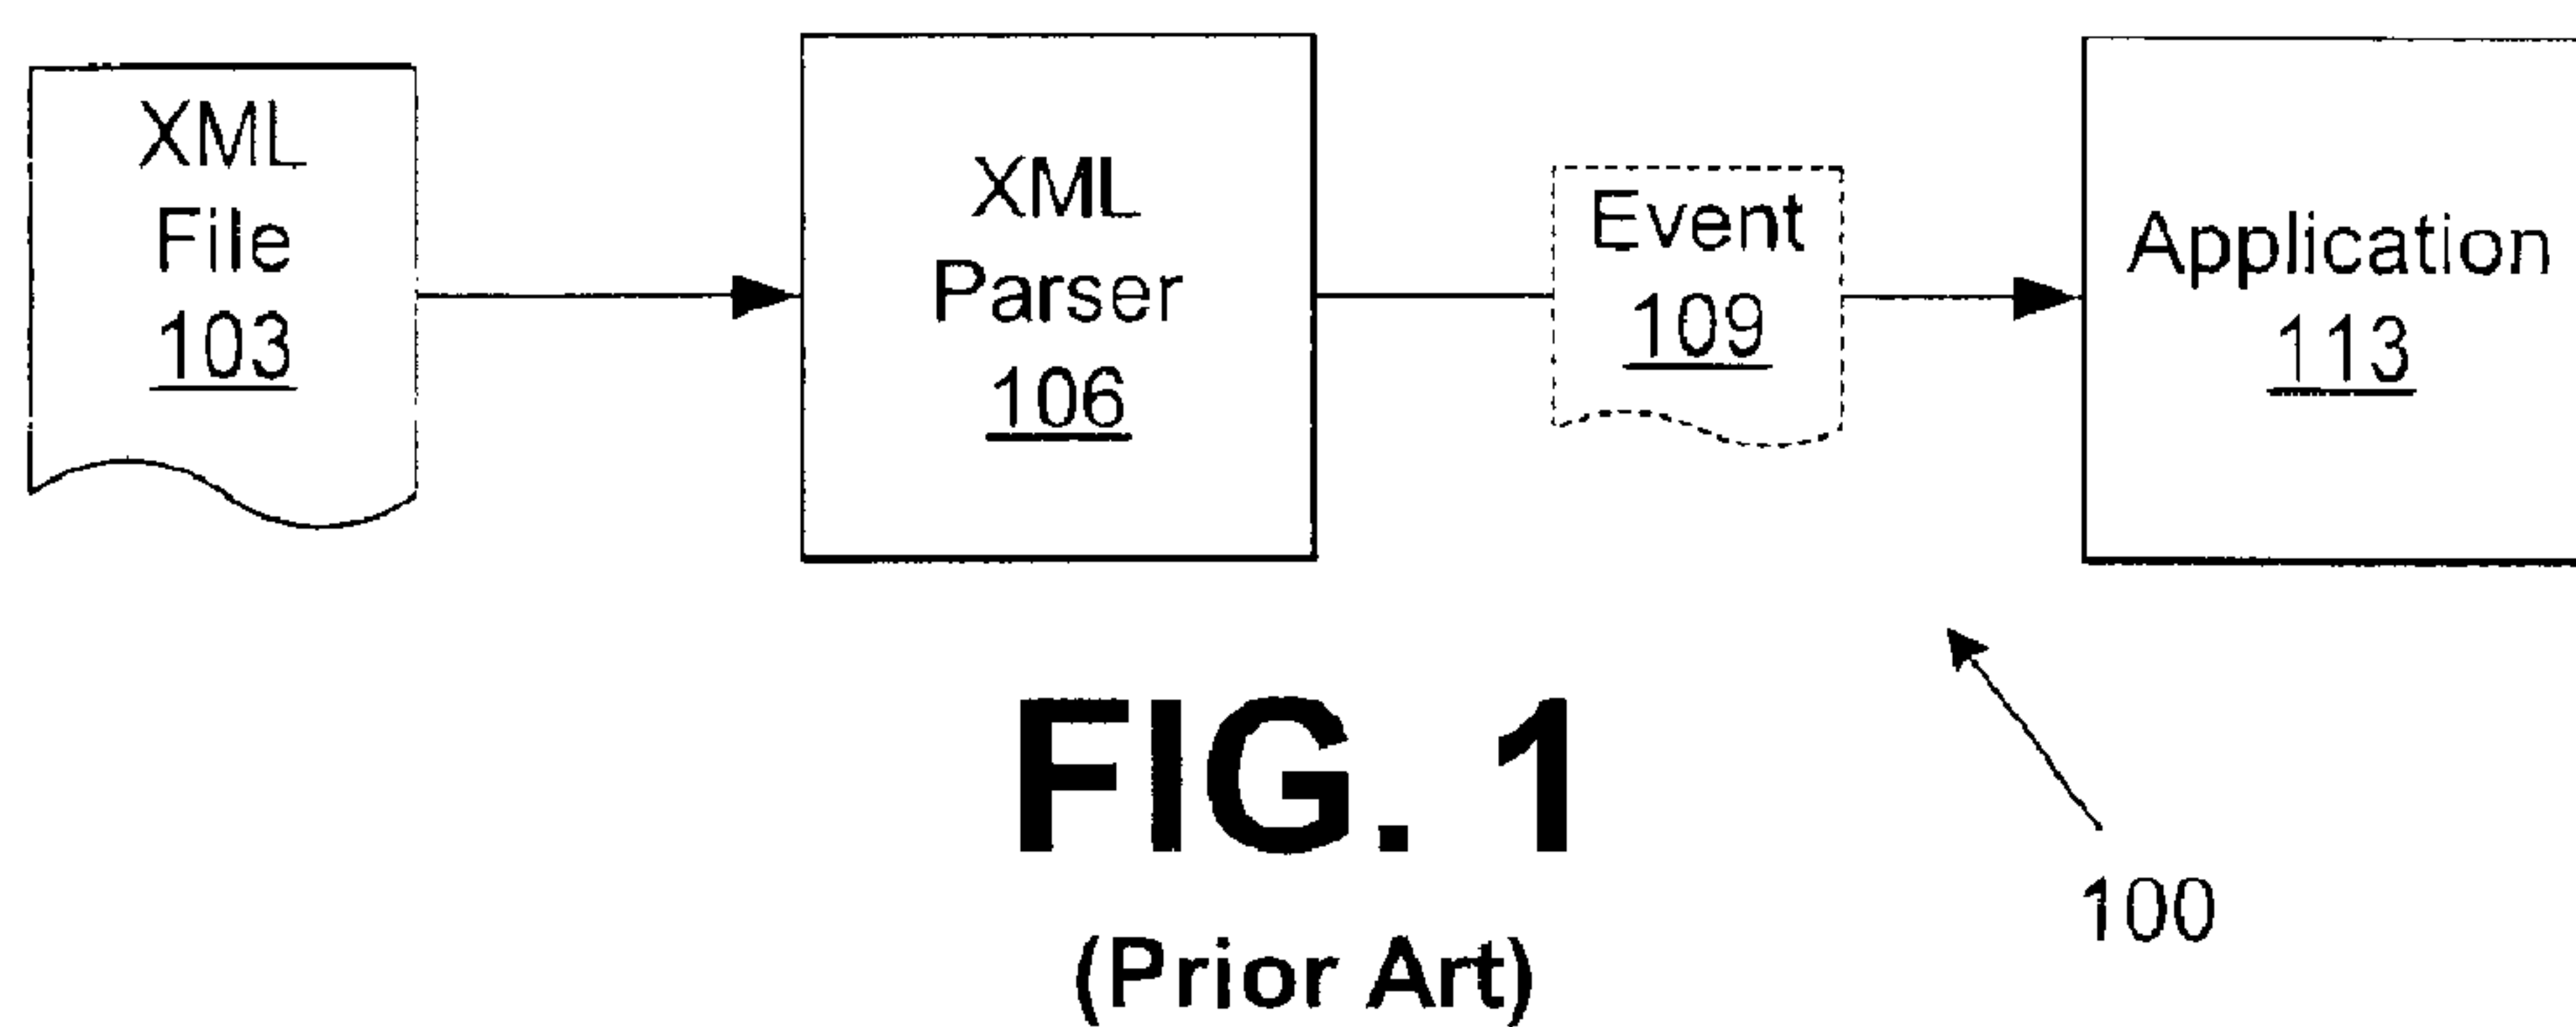 XML
File
103
XML
Parser
106
Event
109
Application
113
100
FIG. 1
(Prior Art)